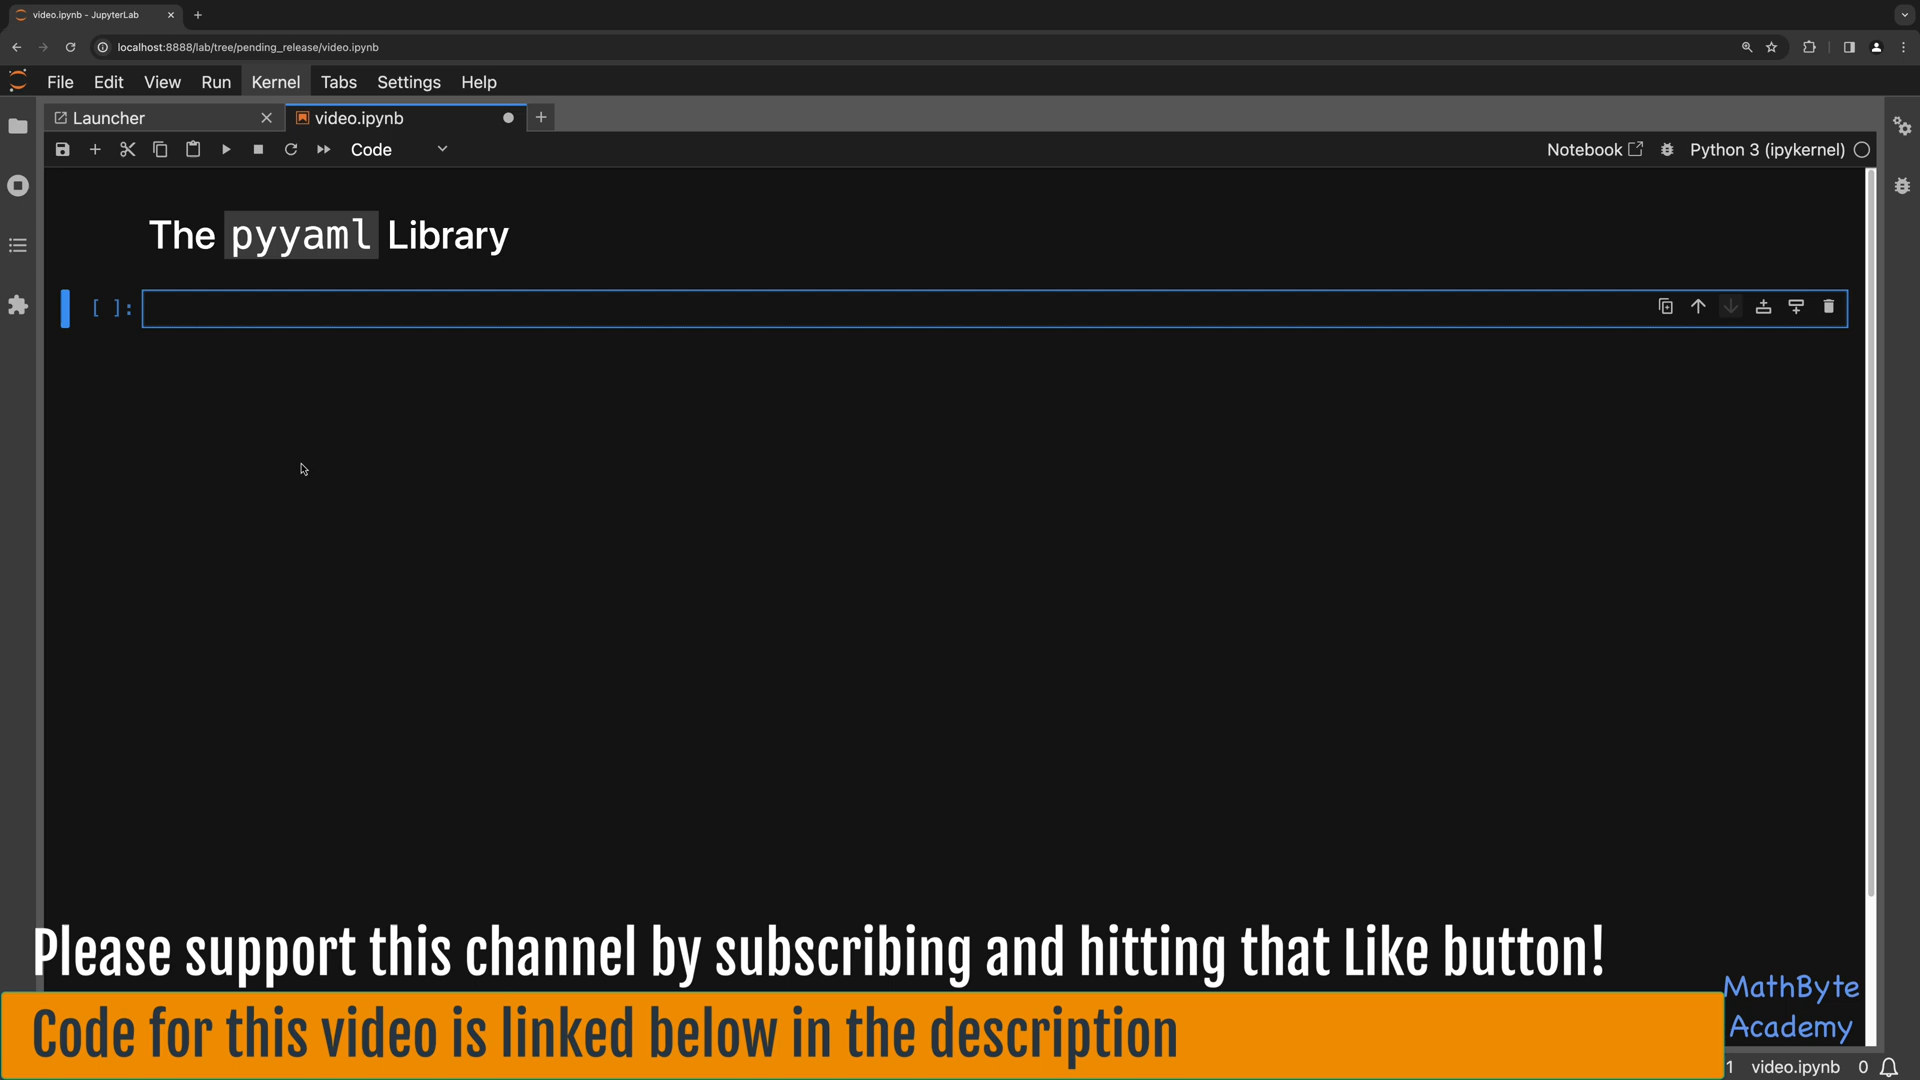 video.ipynb - JupyterLab
localhost:8888/lab/tree/pending_release/video.ipynb
File Edit View Run Kernel Tabs Settings Help
Launcher video.ipynb
Code Notebook Python 3 (ipykernel)
The pyyaml Library
[ ]:
Please support this channel by subscribing and hitting that Like button!
Code for this video is linked below in the description
MathByte
Academy
1 video.ipynb 0